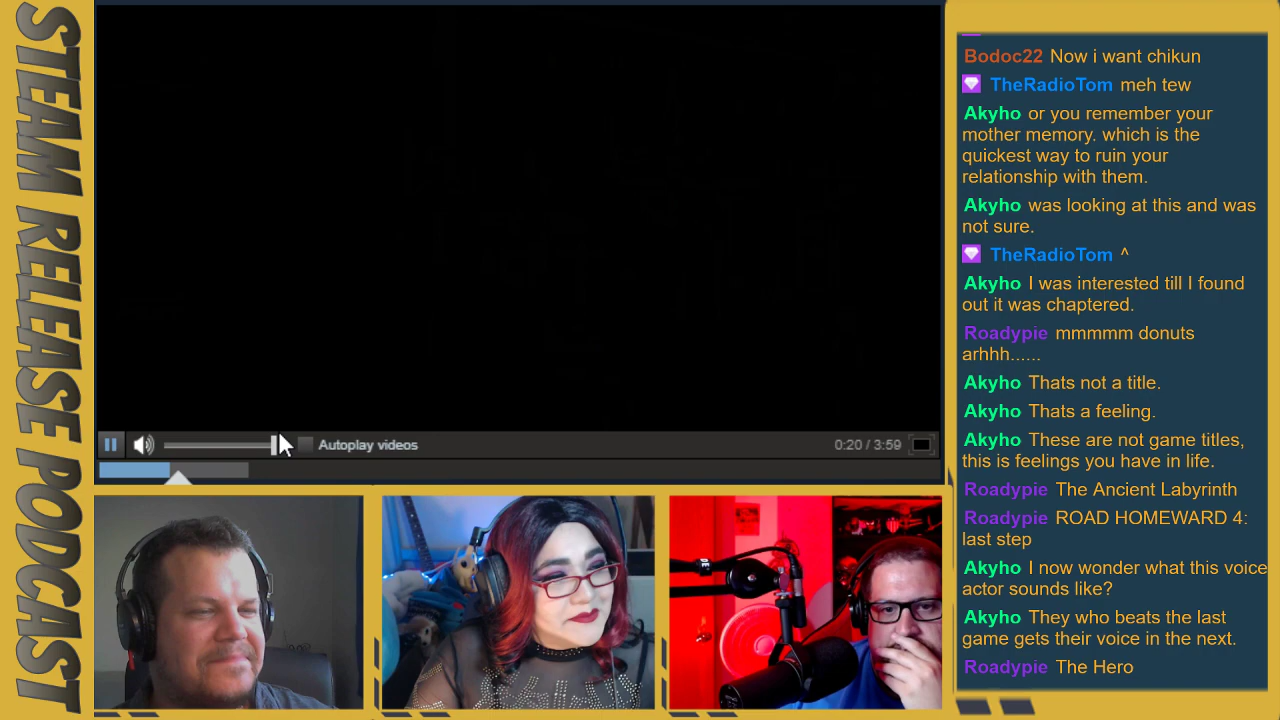 STEAM RELEASE PODCAST
Autoplay videos
0:20 / 3:59
Bodoc22 Now i want chikun
TheRadioTom meh tew
Akyho or you remember your
mother memory. which is the
quickest way to ruin your
relationship with them.
Akyho was looking at this and was
not sure.
TheRadioTom ^
Akyho I was interested till I found
out it was chaptered.
Roadypie mmmmm donuts
arhhh......
Akyho Thats not a title.
Akyho Thats a feeling.
Akyho These are not game titles,
this is feelings you have in life.
Roadypie The Ancient Labyrinth
Roadypie ROAD HOMEWARD 4:
last step
Akyho I now wonder what this voice
actor sounds like?
Akyho They who beats the last
game gets their voice in the next.
Roadypie The Hero